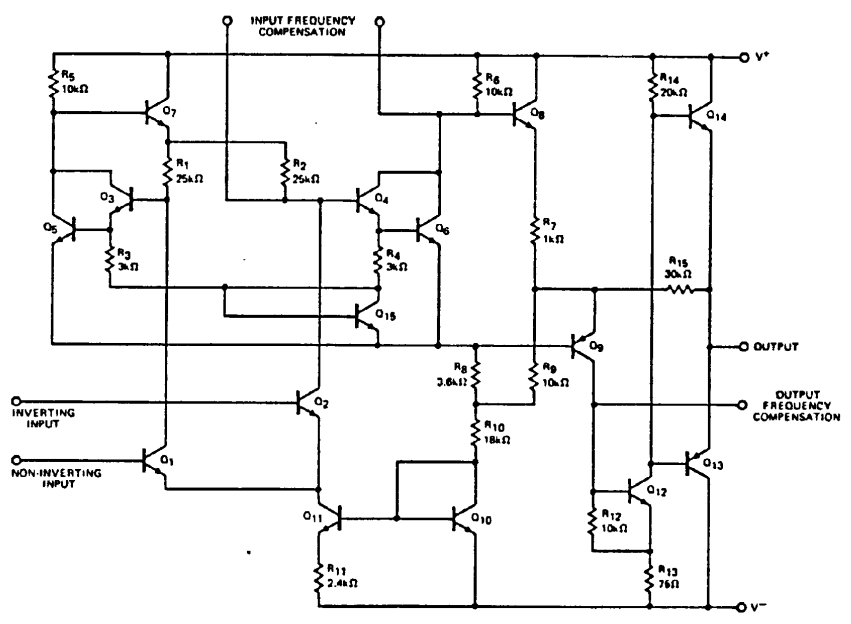 INPUT FREQUENCY
COMPENSATION
V+
R5
10kΩ
Q7
R6
10kΩ
Q8
R14
20kΩ
Q14
R1
25kΩ
R2
25kΩ
Q3
Q4
Q5
Q6
R3
3kΩ
R4
3kΩ
R7
1kΩ
R15
30kΩ
Q15
Q9
OUTPUT
R8
3.6kΩ
R9
10kΩ
INVERTING
INPUT
Q2
OUTPUT
FREQUENCY
COMPENSATION
R10
18kΩ
NON-INVERTING
INPUT
Q1
Q13
Q12
Q11
Q10
R12
10kΩ
R11
2.4kΩ
R13
75Ω
V−